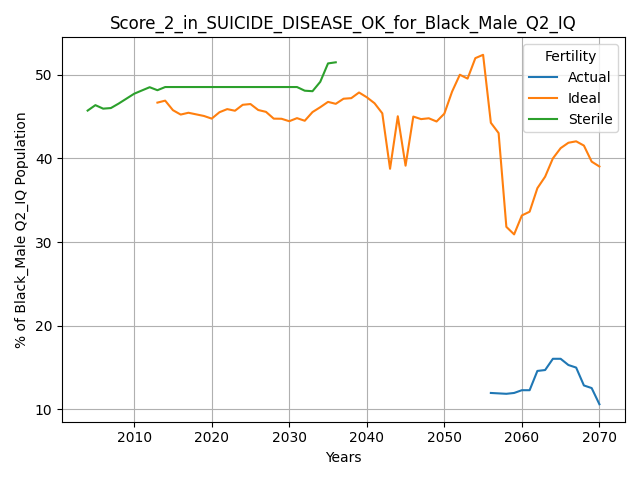 Score_2_in_SUICIDE_DISEASE_OK_for_Black_Male_Q2_IQ
% of Black_Male Q2_IQ Population
50
40
30
20
10
Fertility
Actual
Ideal
Sterile
2010 2020 2030 2040 2050 2060 2070
Years